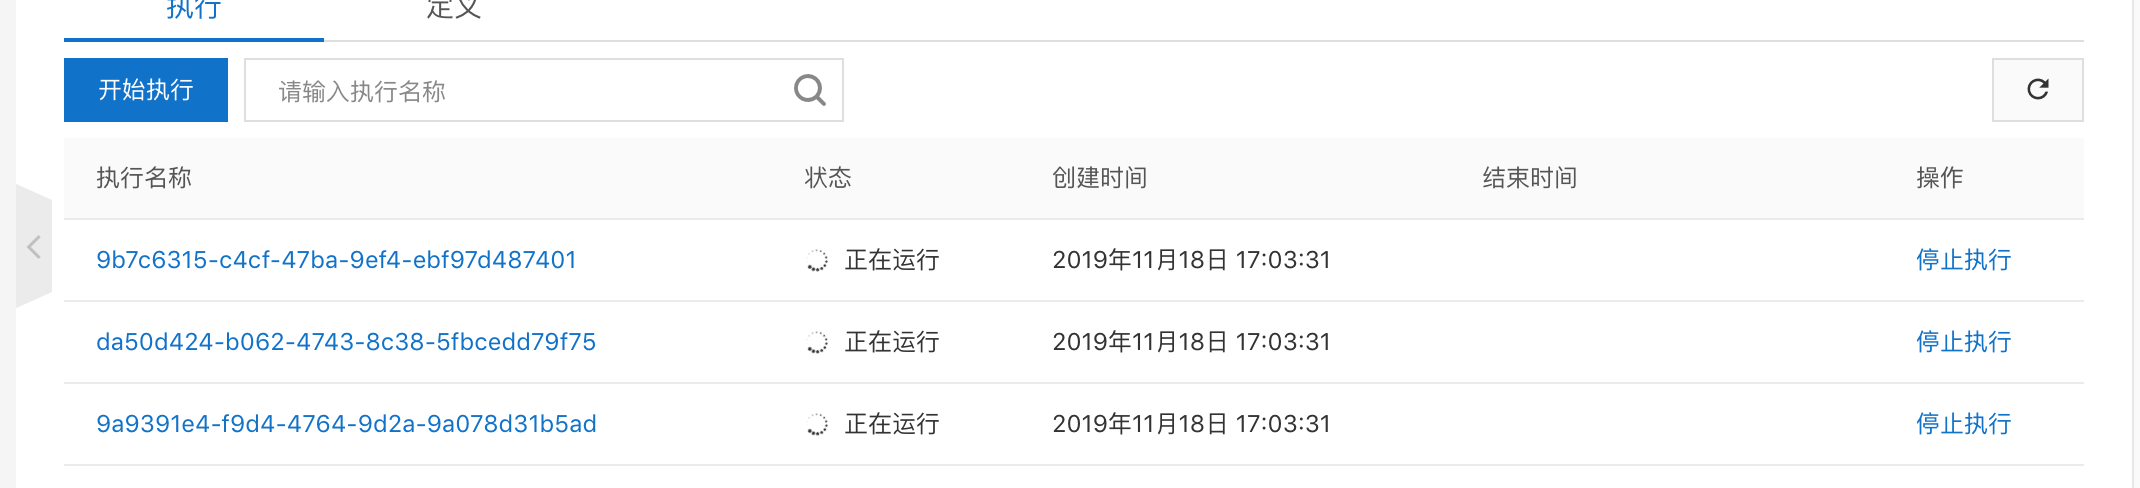 执行 定义
开始执行 请输入执行名称
执行名称 状态 创建时间 结束时间 操作
9b7c6315-c4cf-47ba-9ef4-ebf97d487401 正在运行 2019年11月18日 17:03:31 停止执行
da50d424-b062-4743-8c38-5fbcedd79f75 正在运行 2019年11月18日 17:03:31 停止执行
9a9391e4-f9d4-4764-9d2a-9a078d31b5ad 正在运行 2019年11月18日 17:03:31 停止执行